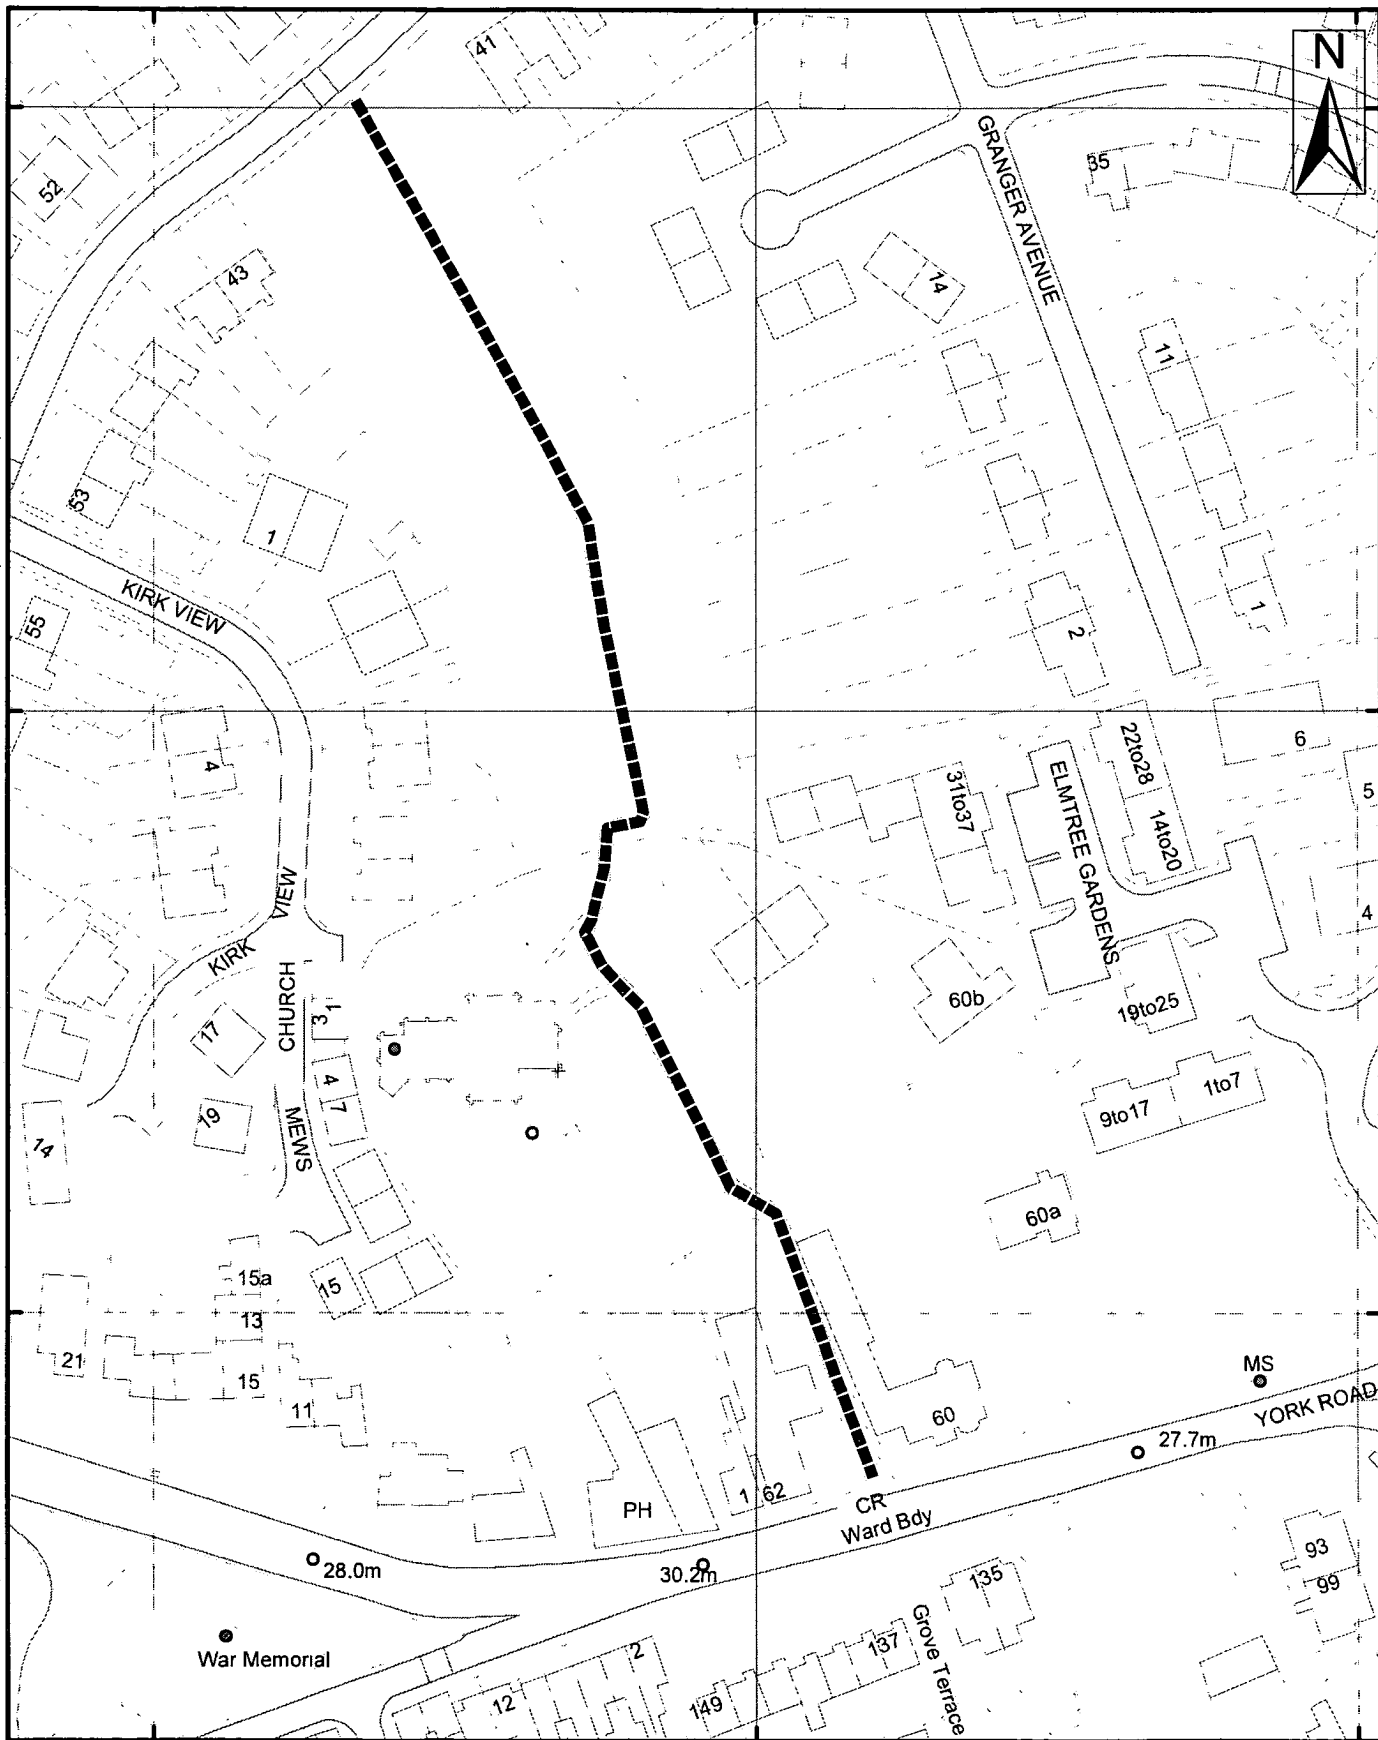 41
N
52
GRANGER AVENUE
35
43
14
11
53
1
KIRK VIEW
55
1
2
4
22to28
6
31to37
ELMTREE GARDENS
5
14to20
VIEW
4
KIRK
CHURCH
60b
19to25
1
3
17
4
7
1to7
9to17
19
MEWS
14
60a
15a
15
13
21
MS
15
YORK ROAD
11
60
27.7m
1
62
CR
PH
Ward Bdy
93
28.0m
30.2m
135
99
Grove Terrace
137
2
War Memorial
12
149